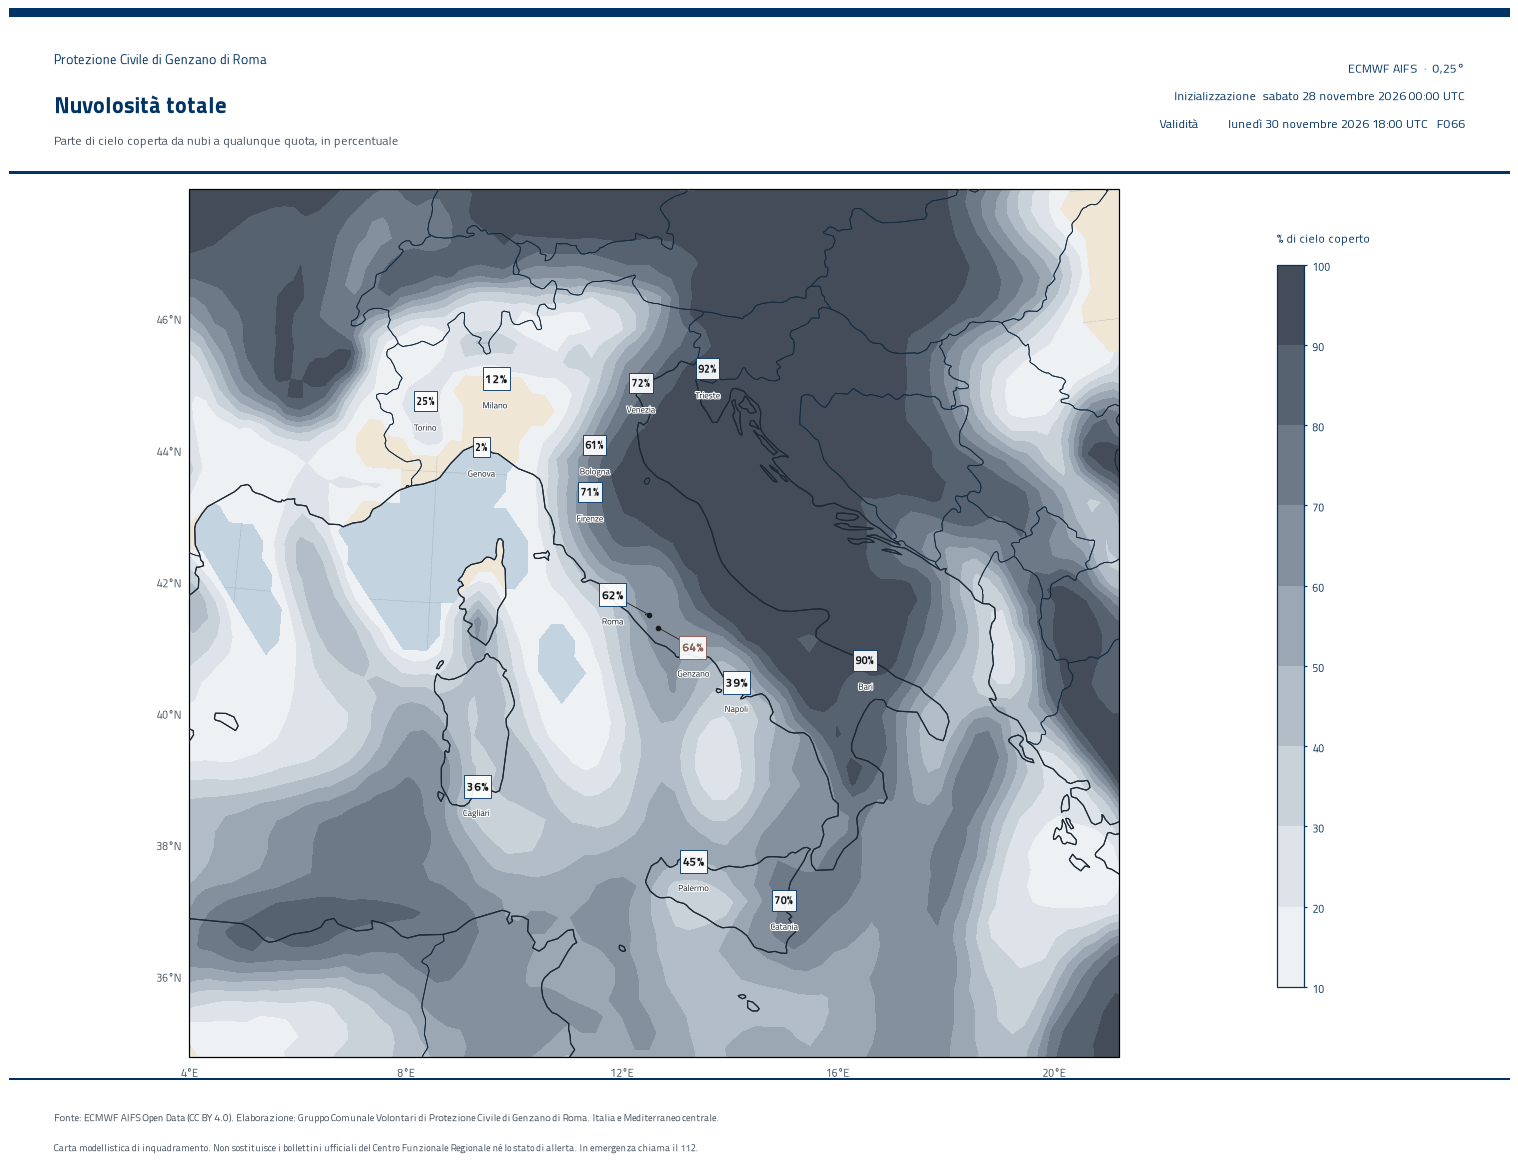 Protezione Civile di Genzano di Roma
Nuvolosità totale
Parte di cielo coperta da nubi a qualunque quota, in percentuale
ECMWF AIFS · 0,25°
Inizializzazione sabato 28 novembre 2026 00:00 UTC
Validità lunedì 30 novembre 2026 18:00 UTC F066
% di cielo coperto
100
90
80
70
60
50
40
30
20
10
46°N
44°N
42°N
40°N
38°N
36°N
4°E
8°E
12°E
16°E
20°E
92%
Trieste
12%
Milano
72%
Venezia
25%
Torino
2%
Genova
61%
Bologna
71%
Firenze
62%
Roma
64%
Genzano
90%
Bari
39%
Napoli
36%
Cagliari
45%
Palermo
70%
Catania
Fonte: ECMWF AIFS Open Data (CC BY 4.0). Elaborazione: Gruppo Comunale Volontari di Protezione Civile di Genzano di Roma. Italia e Mediterraneo centrale.
Carta modellistica di inquadramento. Non sostituisce i bollettini ufficiali del Centro Funzionale Regionale né lo stato di allerta. In emergenza chiama il 112.